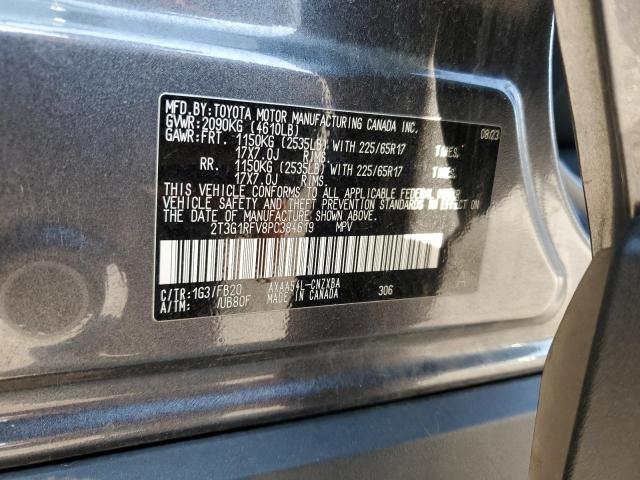 MFD.BY:TOYOTA MOTOR MANUFACTURING CANADA INC.
GVWR:2090KG (4610LB) 08/23
GAWR:FRT. 1150KG (2535LB) WITH 225/65R17 TIRES,
17X7.0J RIMS,
RR. 1150KG (2535LB) WITH 225/65R17 TIRES,
17X7.0J RIMS.
THIS VEHICLE CONFORMS TO ALL APPLICABLE FEDERAL MOTOR
VEHICLE SAFETY AND BUMPER STANDARDS IN EFFECT ON
THE DATE OF MANUFACTURE SHOWN ABOVE.
2T3G1RFV8PC384619 MPV
C/TR:1G3/FB20 AXAA54L-CNZXBA
A/TM: /UB80F MADE IN CANADA 306 A